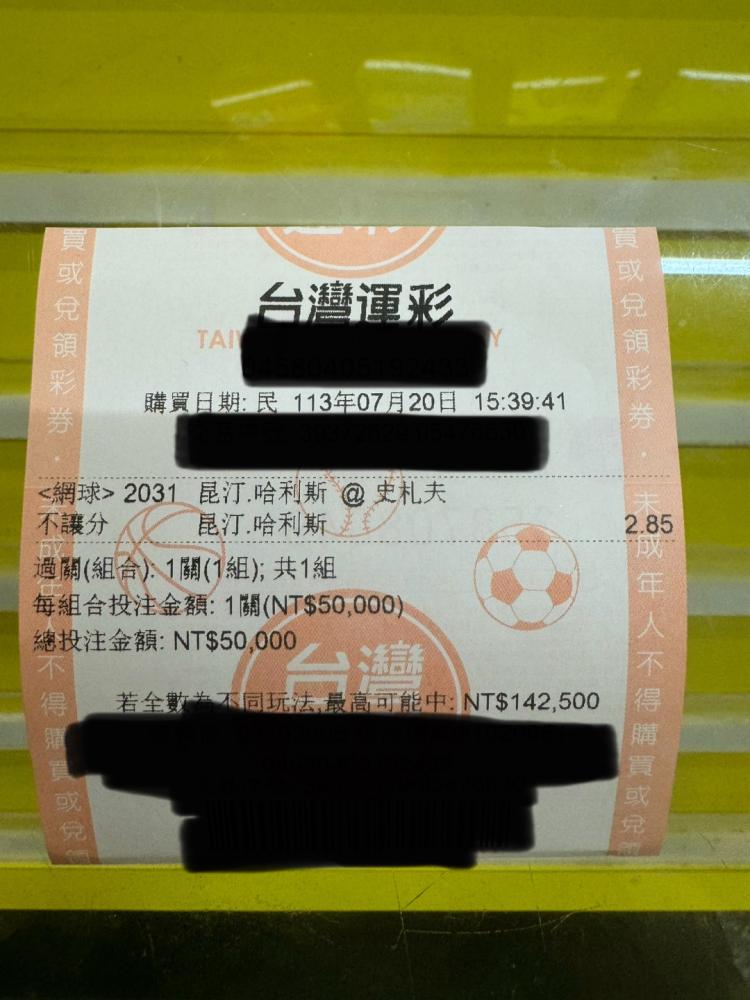 台灣運彩
購買日期: 民 113年07月20日 15:39:41
<網球> 2031 昆汀.哈利斯 @ 史札夫
不讓分 昆汀.哈利斯 2.85
過關(組合): 1關(1組); 共1組
每組合投注金額: 1關(NT$50,000)
總投注金額: NT$50,000
台灣
若全數為不同玩法,最高可能中: NT$142,500
買或兌領彩券.未成年人不得購買或兌領
買或兌領彩券.未成年人不得購買或兌